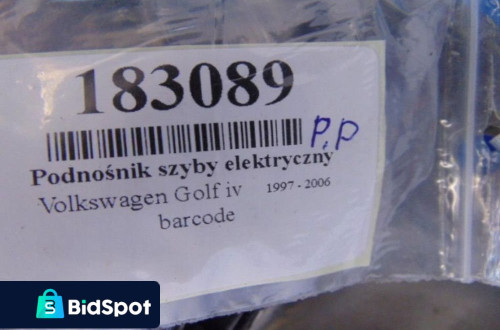 183089
P.P
Podnośnik szyby elektryczny
Volkswagen Golf iv 1997 - 2006
barcode
BidSpot